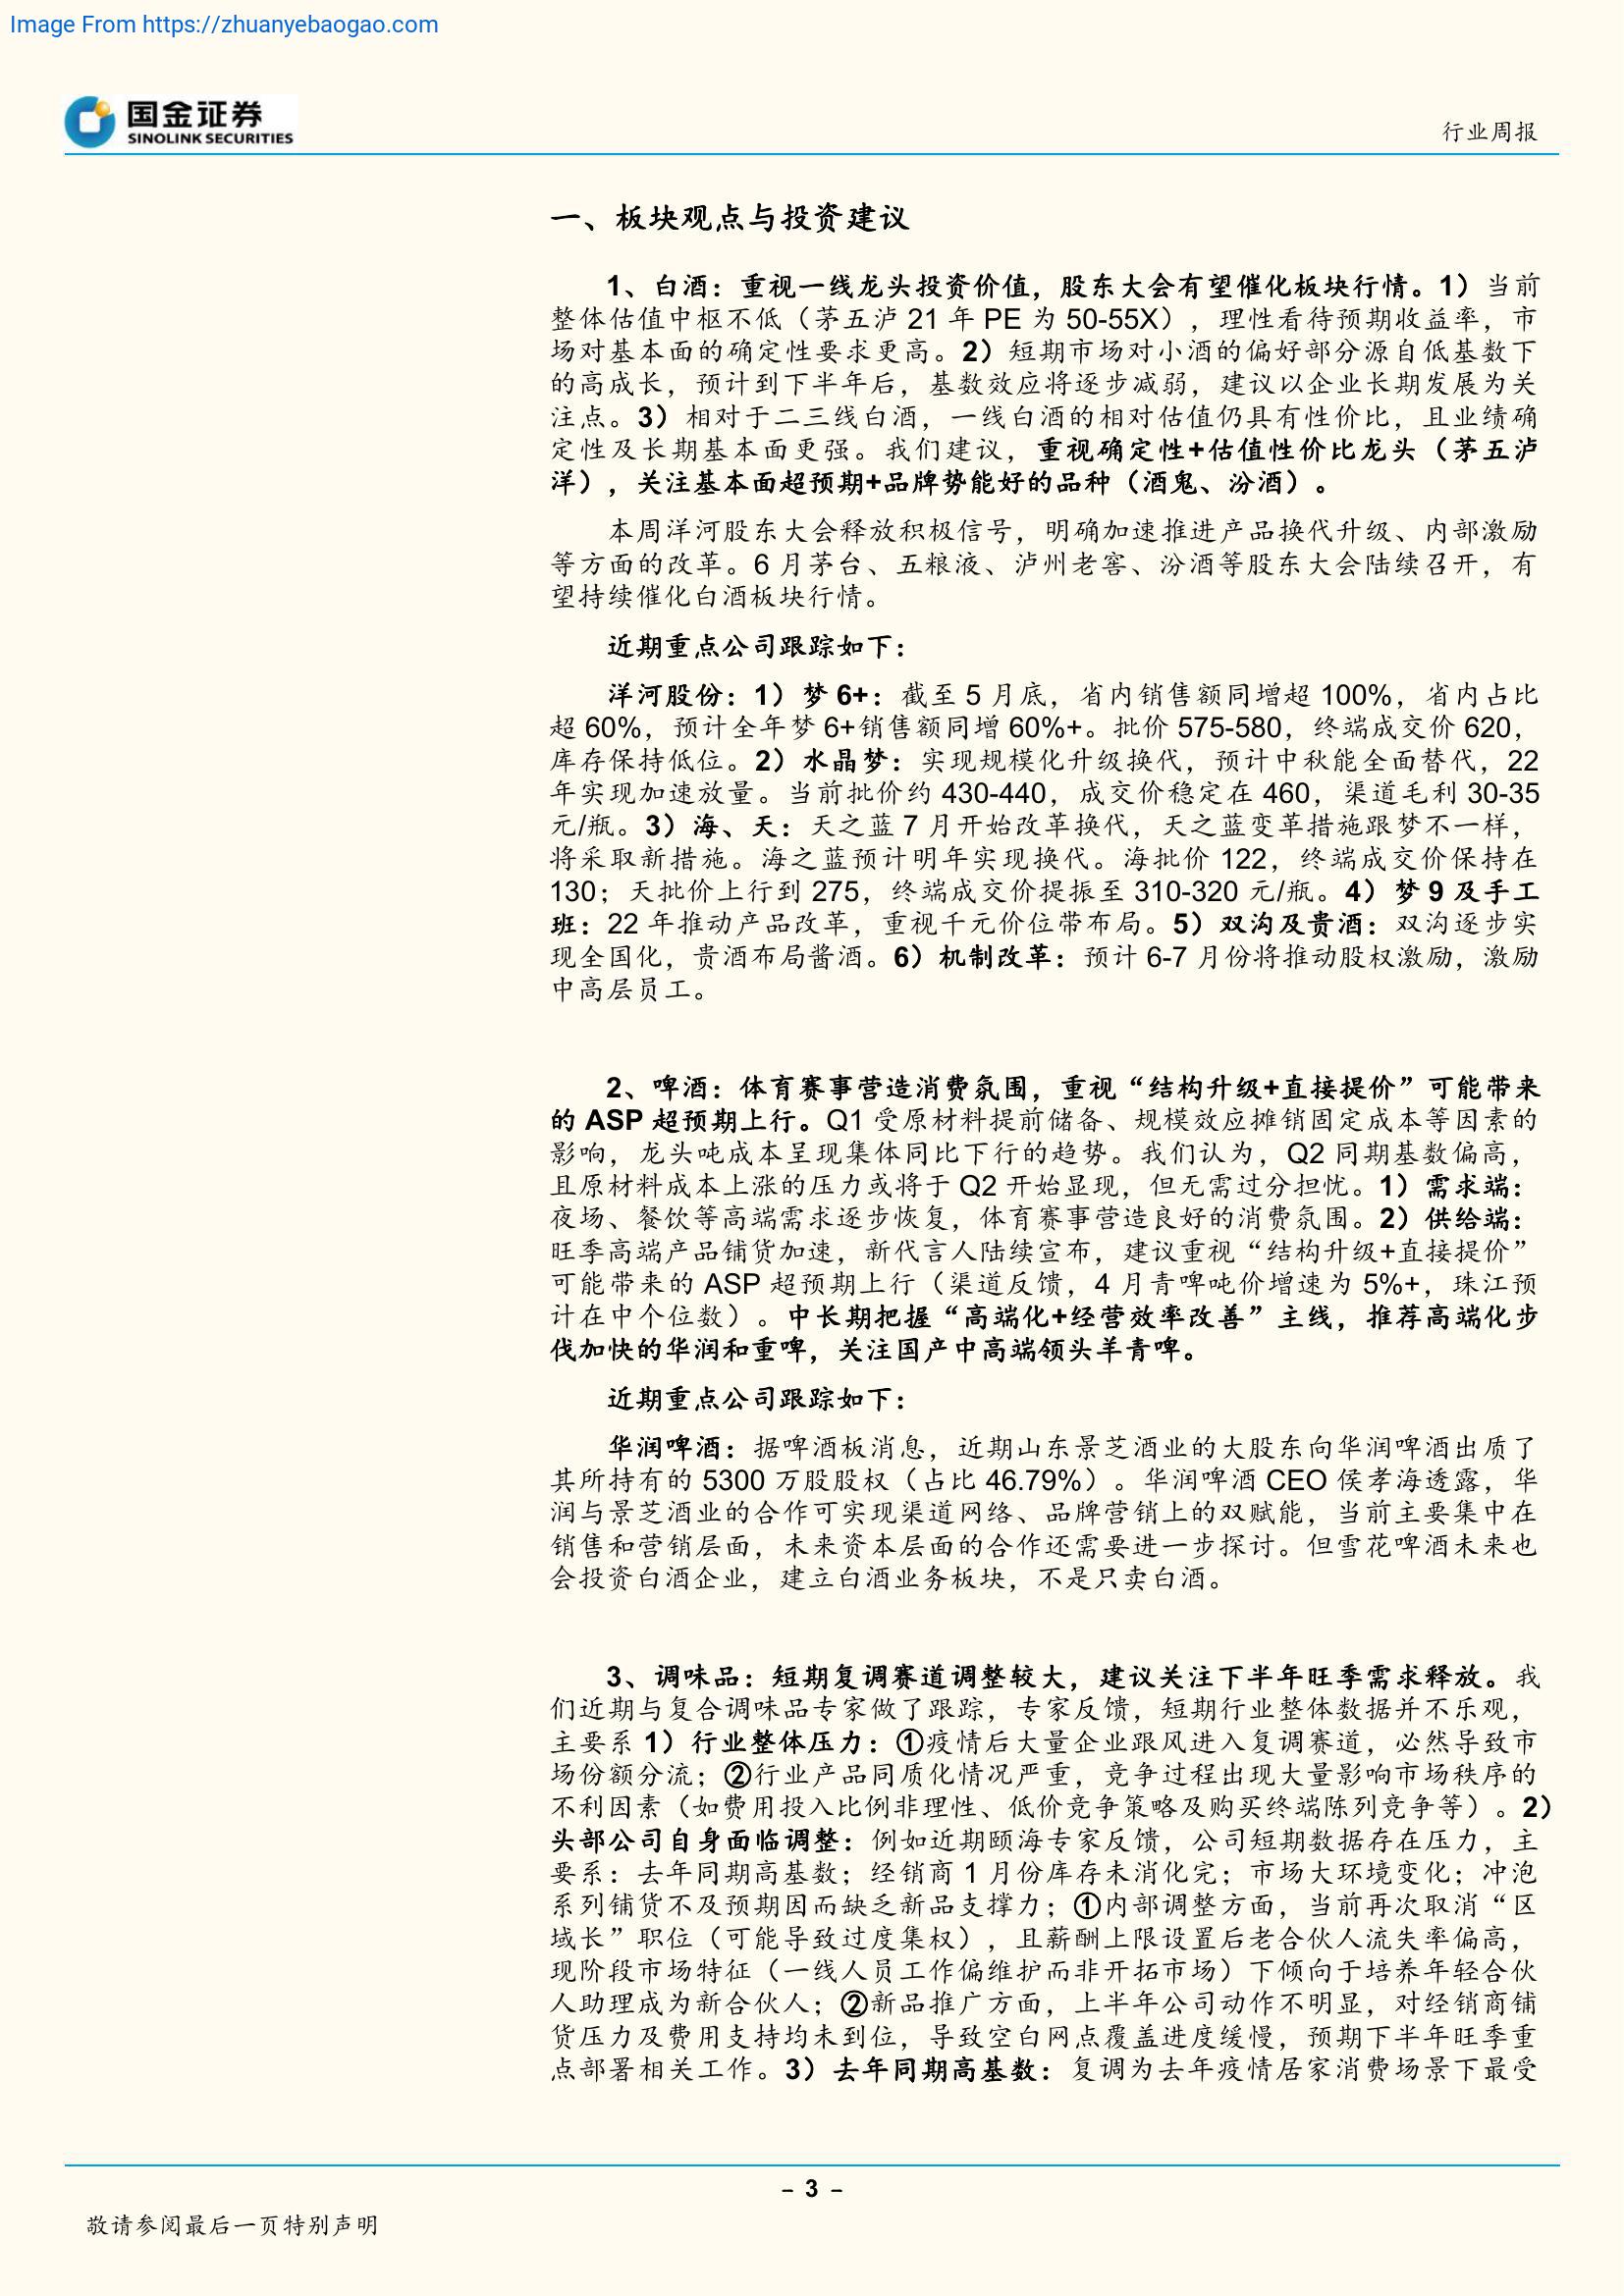 Image From https://zhuanyebaogao.com
国金证券
SINOLINK SECURITIES
行业周报
一、板块观点与投资建议
1、白酒：重视一线龙头投资价值，股东大会有望催化板块行情。1）当前
整体估值中枢不低（茅五泸 21 年 PE 为 50-55X），理性看待预期收益率，市
场对基本面的确定性要求更高。2）短期市场对小酒的偏好部分源自低基数下
的高成长，预计到下半年后，基数效应将逐步减弱，建议以企业长期发展为关
注点。3）相对于二三线白酒，一线白酒的相对估值仍具有性价比，且业绩确
定性及长期基本面更强。我们建议，重视确定性+估值性价比龙头（茅五泸
洋），关注基本面超预期+品牌势能好的品种（酒鬼、汾酒）。
本周洋河股东大会释放积极信号，明确加速推进产品换代升级、内部激励
等方面的改革。6 月茅台、五粮液、泸州老窖、汾酒等股东大会陆续召开，有
望持续催化白酒板块行情。
近期重点公司跟踪如下：
洋河股份：1）梦 6+：截至 5 月底，省内销售额同增超 100%，省内占比
超 60%，预计全年梦 6+销售额同增 60%+。批价 575-580，终端成交价 620，
库存保持低位。2）水晶梦：实现规模化升级换代，预计中秋能全面替代，22
年实现加速放量。当前批价约 430-440，成交价稳定在 460，渠道毛利 30-35
元/瓶。3）海、天：天之蓝 7 月开始改革换代，天之蓝变革措施跟梦不一样，
将采取新措施。海之蓝预计明年实现换代。海批价 122，终端成交价保持在
130；天批价上行到 275，终端成交价提振至 310-320 元/瓶。4）梦 9 及手工
班：22 年推动产品改革，重视千元价位带布局。5）双沟及贵酒：双沟逐步实
现全国化，贵酒布局酱酒。6）机制改革：预计 6-7 月份将推动股权激励，激励
中高层员工。
2、啤酒：体育赛事营造消费氛围，重视“结构升级+直接提价”可能带来
的 ASP 超预期上行。Q1 受原材料提前储备、规模效应摊销固定成本等因素的
影响，龙头吨成本呈现集体同比下行的趋势。我们认为，Q2 同期基数偏高，
且原材料成本上涨的压力或将于 Q2 开始显现，但无需过分担忧。1）需求端：
夜场、餐饮等高端需求逐步恢复，体育赛事营造良好的消费氛围。2）供给端：
旺季高端产品铺货加速，新代言人陆续宣布，建议重视“结构升级+直接提价”
可能带来的 ASP 超预期上行（渠道反馈，4 月青啤吨价增速为 5%+，珠江预
计在中个位数）。中长期把握“高端化+经营效率改善”主线，推荐高端化步
伐加快的华润和重啤，关注国产中高端领头羊青啤。
近期重点公司跟踪如下：
华润啤酒：据啤酒板消息，近期山东景芝酒业的大股东向华润啤酒出质了
其所持有的 5300 万股股权（占比 46.79%）。华润啤酒 CEO 侯孝海透露，华
润与景芝酒业的合作可实现渠道网络、品牌营销上的双赋能，当前主要集中在
销售和营销层面，未来资本层面的合作还需要进一步探讨。但雪花啤酒未来也
会投资白酒企业，建立白酒业务板块，不是只卖白酒。
3、调味品：短期复调赛道调整较大，建议关注下半年旺季需求释放。我
们近期与复合调味品专家做了跟踪，专家反馈，短期行业整体数据并不乐观，
主要系 1）行业整体压力：①疫情后大量企业跟风进入复调赛道，必然导致市
场份额分流；②行业产品同质化情况严重，竞争过程出现大量影响市场秩序的
不利因素（如费用投入比例非理性、低价竞争策略及购买终端陈列竞争等）。2）
头部公司自身面临调整：例如近期颐海专家反馈，公司短期数据存在压力，主
要系：去年同期高基数；经销商 1 月份库存未消化完；市场大环境变化；冲泡
系列铺货不及预期因而缺乏新品支撑力；①内部调整方面，当前再次取消“区
域长”职位（可能导致过度集权），且薪酬上限设置后老合伙人流失率偏高，
现阶段市场特征（一线人员工作偏维护而非开拓市场）下倾向于培养年轻合伙
人助理成为新合伙人；②新品推广方面，上半年公司动作不明显，对经销商铺
货压力及费用支持均未到位，导致空白网点覆盖进度缓慢，预期下半年旺季重
点部署相关工作。3）去年同期高基数：复调为去年疫情居家消费场景下最受
- 3 -
敬请参阅最后一页特别声明